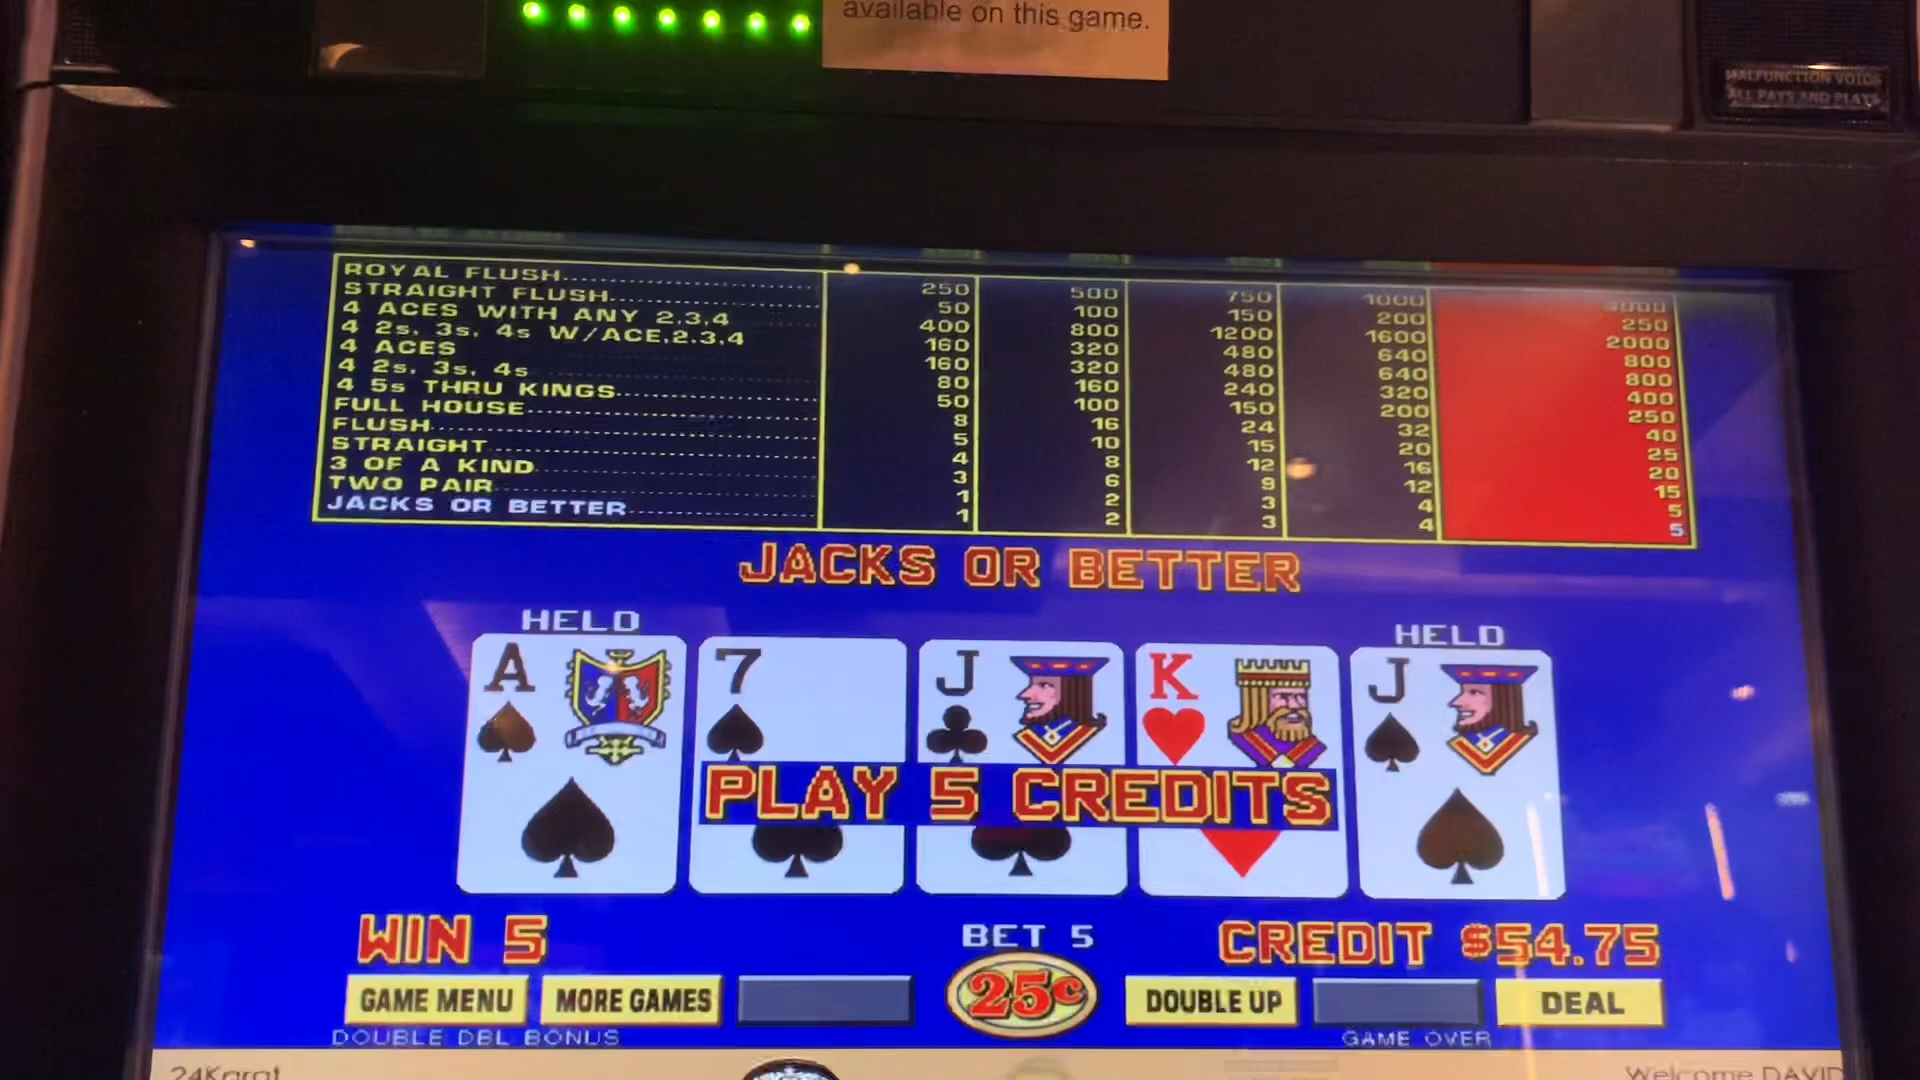 available on this game.
MALFUNCTION VOIDS
ALL PAYS AND PLAYS
ROYAL FLUSH 250 500 750 1000 4000
STRAIGHT FLUSH 50 100 150 200 250
4 ACES WITH ANY 2,3,4 400 800 1200 1600 2000
4 2s, 3s, 4s W/ACE,2,3,4 160 320 480 640 800
4 ACES 160 320 480 640 800
4 2s, 3s, 4s 80 160 240 320 400
4 5s THRU KINGS 50 100 150 200 250
FULL HOUSE 8 16 24 32 40
FLUSH 5 10 15 20 25
STRAIGHT 4 8 12 16 20
3 OF A KIND 3 6 9 12 15
TWO PAIR 1 2 3 4 5
JACKS OR BETTER 1 2 3 4 5
JACKS OR BETTER
HELD HELD
A 7 J K J
PLAY 5 CREDITS
WIN 5 BET 5 CREDIT $54.75
GAME MENU MORE GAMES 25¢ DOUBLE UP DEAL
DOUBLE DBL BONUS GAME OVER
24Karat Welcome DAVID